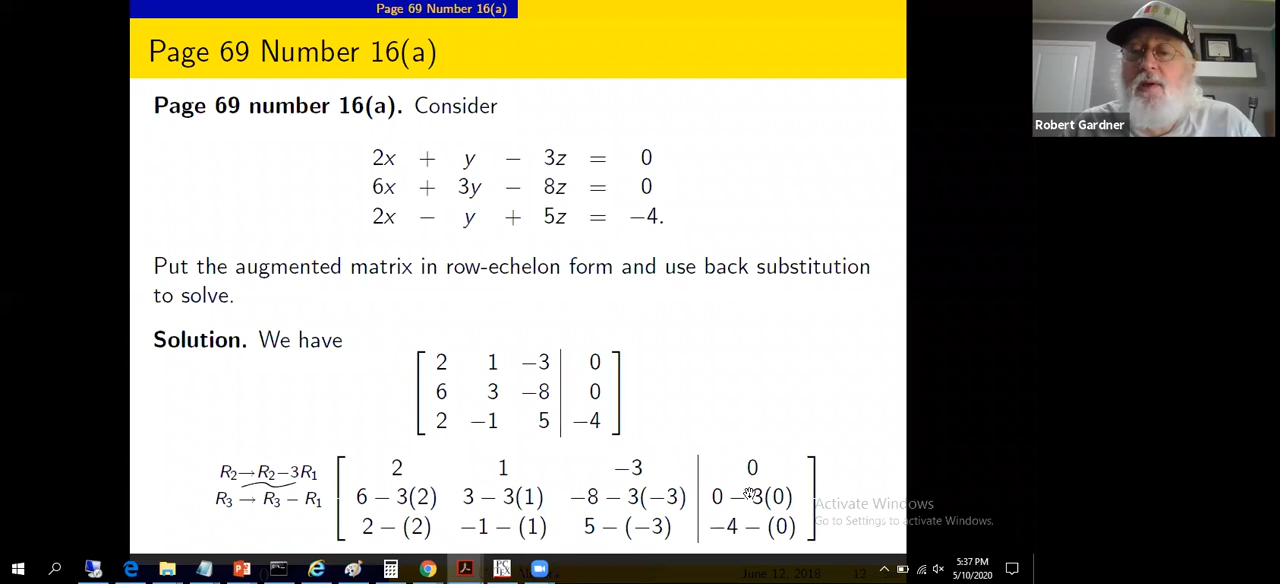 Page 69 Number 16(a)
Page 69 Number 16(a)
Page 69 number 16(a). Consider
2x + y − 3z = 0
6x + 3y − 8z = 0
2x − y + 5z = −4.
Put the augmented matrix in row-echelon form and use back substitution
to solve.
Solution. We have
2 1 −3 0
6 3 −8 0
2 −1 5 −4
R2→R2−3R1
R3 → R3 − R1
2 1 −3 0
6 − 3(2) 3 − 3(1) −8 − 3(−3) 0 − 3(0)
2 − (2) −1 − (1) 5 − (−3) −4 − (0)
Robert Gardner
Activate Windows
Go to Settings to activate Windows.
June 12, 2018
5:37 PM
5/10/2020